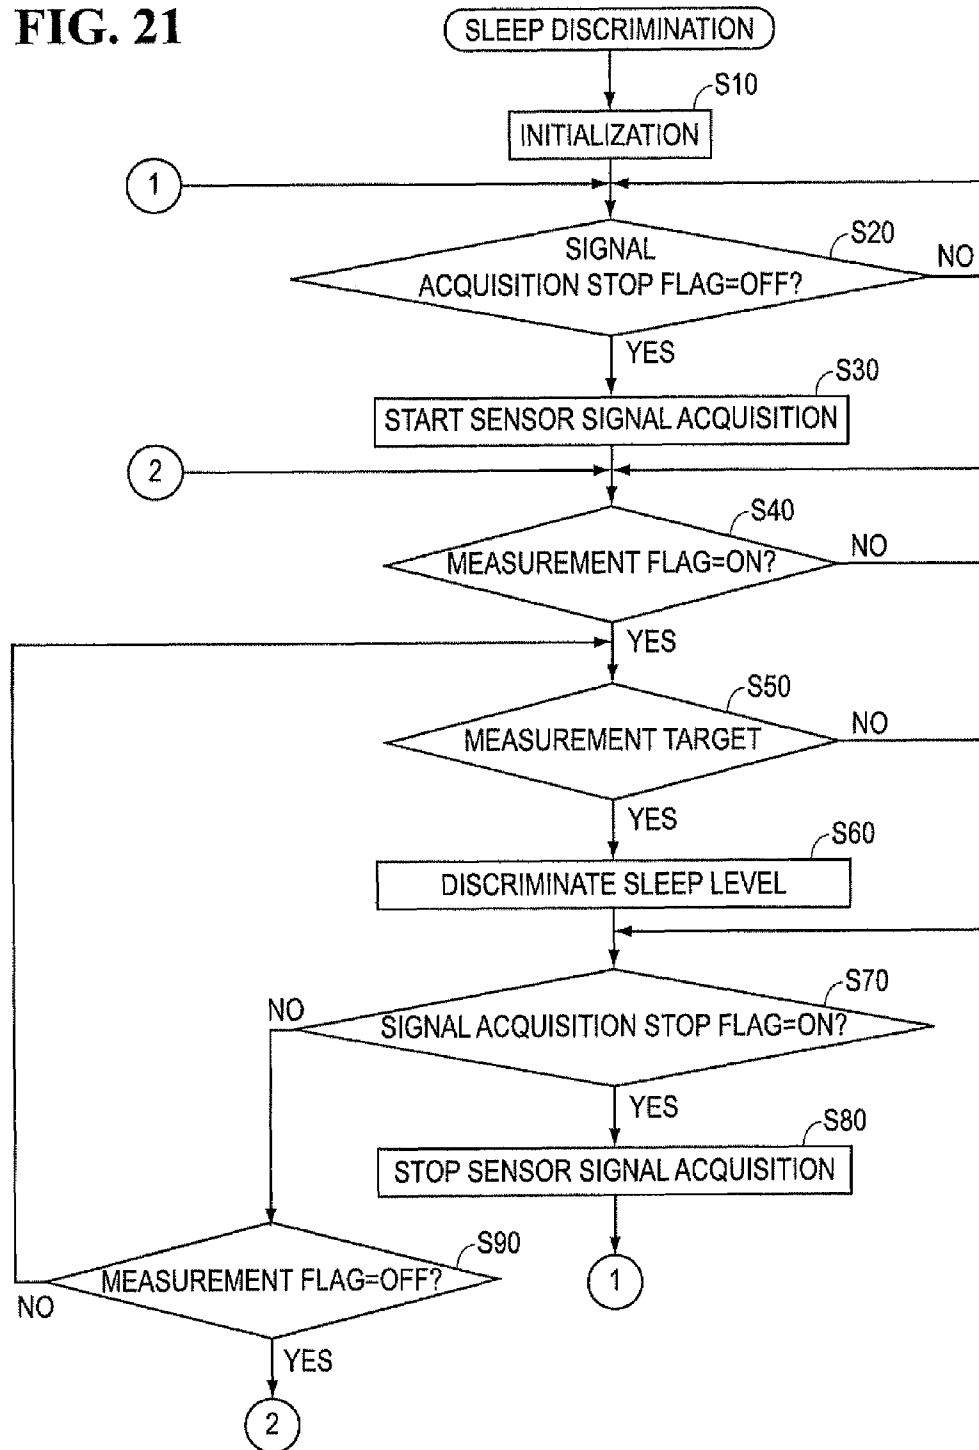 FIG. 21
SLEEP DISCRIMINATION
S10
INITIALIZATION
1
S20
SIGNAL
ACQUISITION STOP FLAG=OFF?
NO
YES
S30
START SENSOR SIGNAL ACQUISITION
2
S40
MEASUREMENT FLAG=ON?
NO
YES
S50
MEASUREMENT TARGET
NO
YES
S60
DISCRIMINATE SLEEP LEVEL
S70
NO
SIGNAL ACQUISITION STOP FLAG=ON?
YES
S80
STOP SENSOR SIGNAL ACQUISITION
S90
MEASUREMENT FLAG=OFF?
1
NO
YES
2